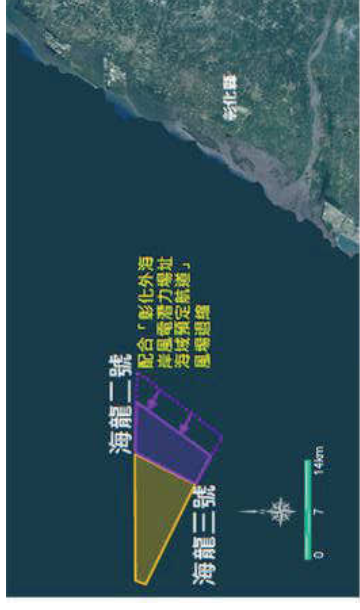 海龍二號
配合「彰化外海
岸風電潛力場址
海域預定航道」
風場退縮
彰化縣
海龍三號
0 7 14km